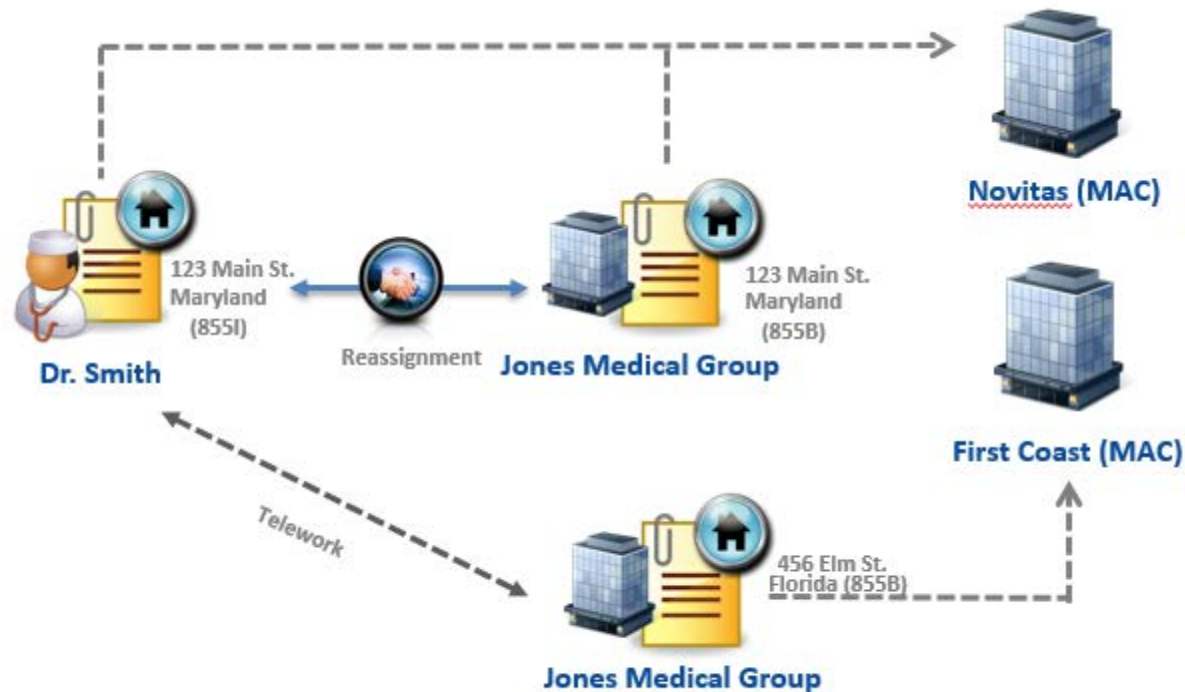 Novitas (MAC)
123 Main St.
Maryland
(855I)
Dr. Smith
Reassignment
123 Main St.
Maryland
(855B)
Jones Medical Group
First Coast (MAC)
Telework
456 Elm St.
Florida (855B)
Jones Medical Group